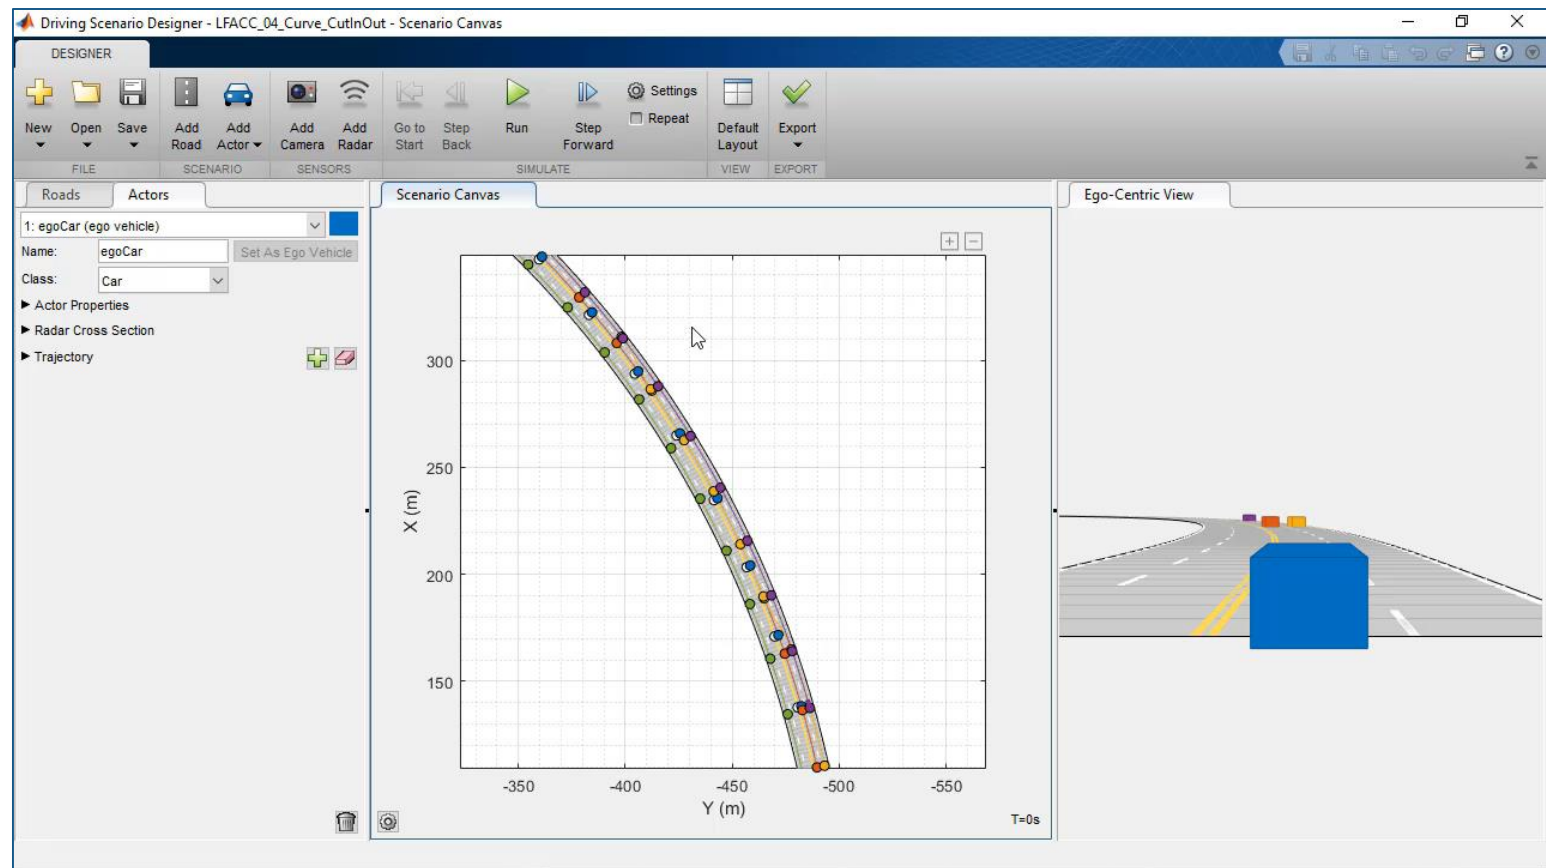 Driving Scenario Designer - LFACC_04_Curve_CutInOut - Scenario Canvas
DESIGNER
New
Open
Save
Add Road
Add Actor
Add Camera
Add Radar
Go to Start
Step Back
Run
Step Forward
Settings
Repeat
Default Layout
Export
FILE
SCENARIO
SENSORS
SIMULATE
VIEW
EXPORT
Roads
Actors
1: egoCar (ego vehicle)
Name:
egoCar
Set As Ego Vehicle
Class:
Car
Actor Properties
Radar Cross Section
Trajectory
Scenario Canvas
300
250
200
150
X (m)
-350
-400
-450
-500
-550
Y (m)
T=0s
Ego-Centric View